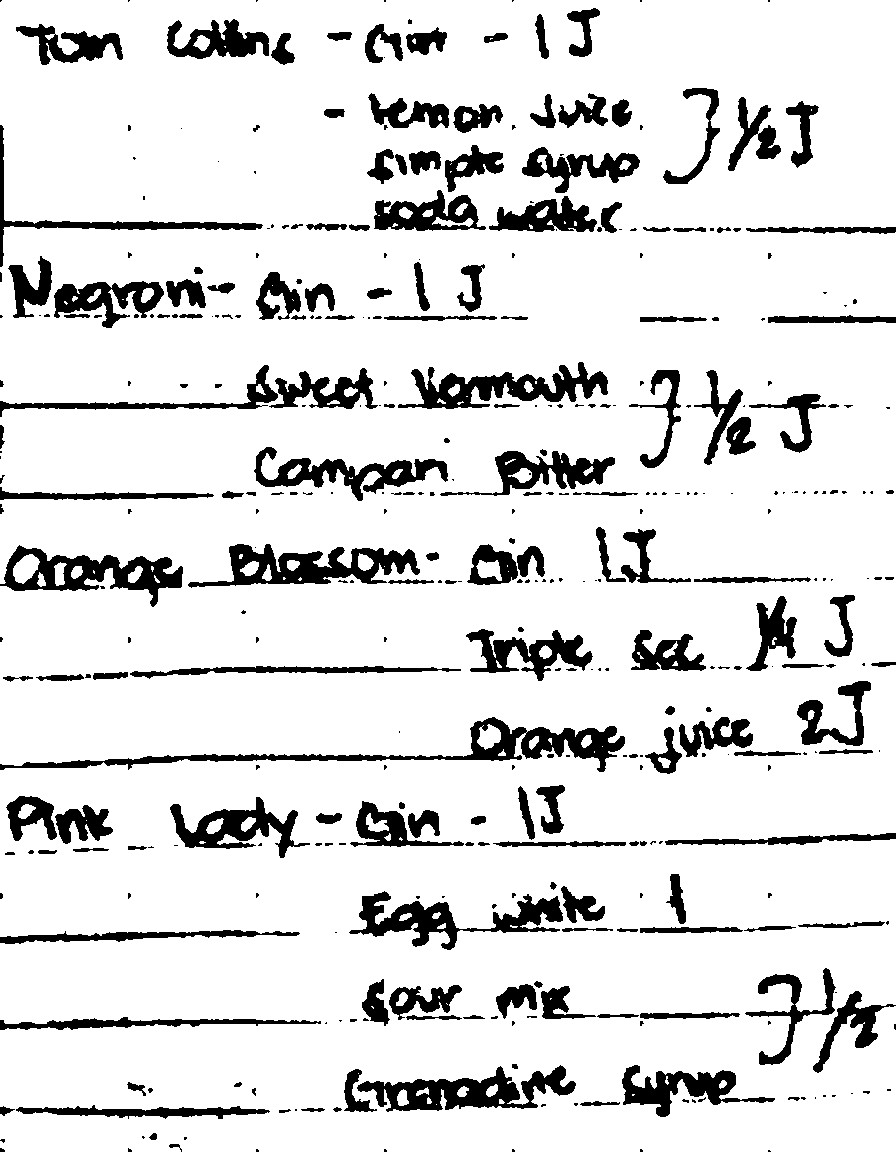 Tom Collins - Gin - 1 J
- Lemon Juice } 1/2 J
Simple Syrup
Soda water
Negroni - Gin - 1 J
Sweet Vermouth } 1/2 J
Campari Bitter
Orange Blossom - Gin 1 J
Triple Sec 1/4 J
Orange juice 2 J
Pink Lady - Gin - 1 J
Egg white 1
Sour mix } 1/2
Grenadine Syrup